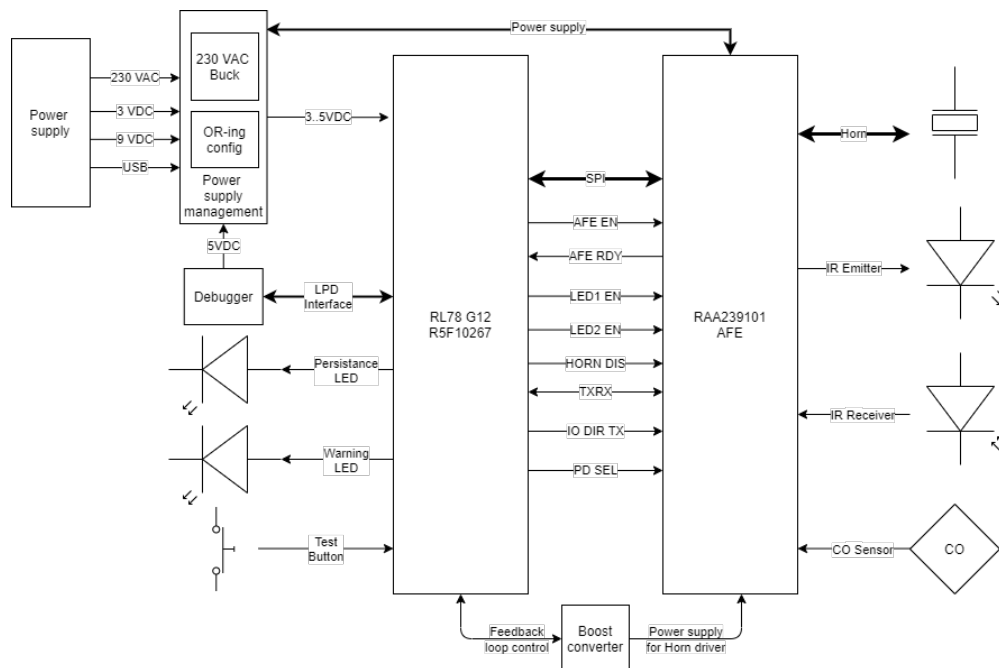 Power supply
230 VAC
Buck
230 VAC
3 VDC
9 VDC
USB
Power
supply
OR-ing
config
Power
supply
management
3..5VDC
Horn
SPI
AFE EN
AFE RDY
5VDC
Debugger
LPD
Interface
IR Emitter
LED1 EN
LED2 EN
RL78 G12
R5F10267
RAA239101
AFE
HORN DIS
Persistance
LED
TXRX
IR Receiver
IO DIR TX
Warning
LED
PD SEL
Test
Button
CO Sensor
CO
Feedback
loop control
Boost
converter
Power supply
for Horn driver